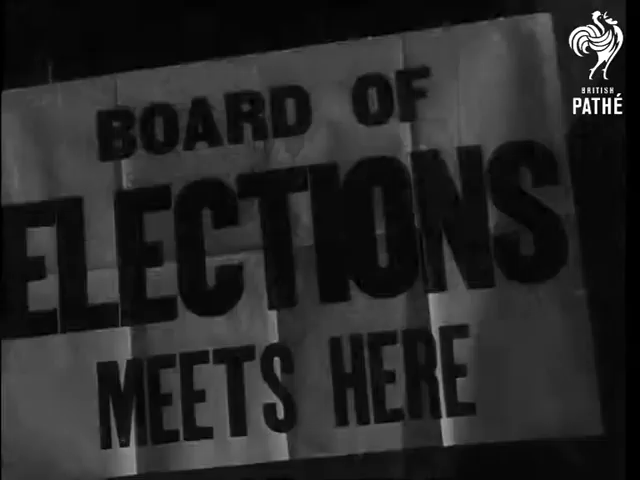 BOARD OF
ELECTIONS
MEETS HERE
BRITISH
PATHÉ